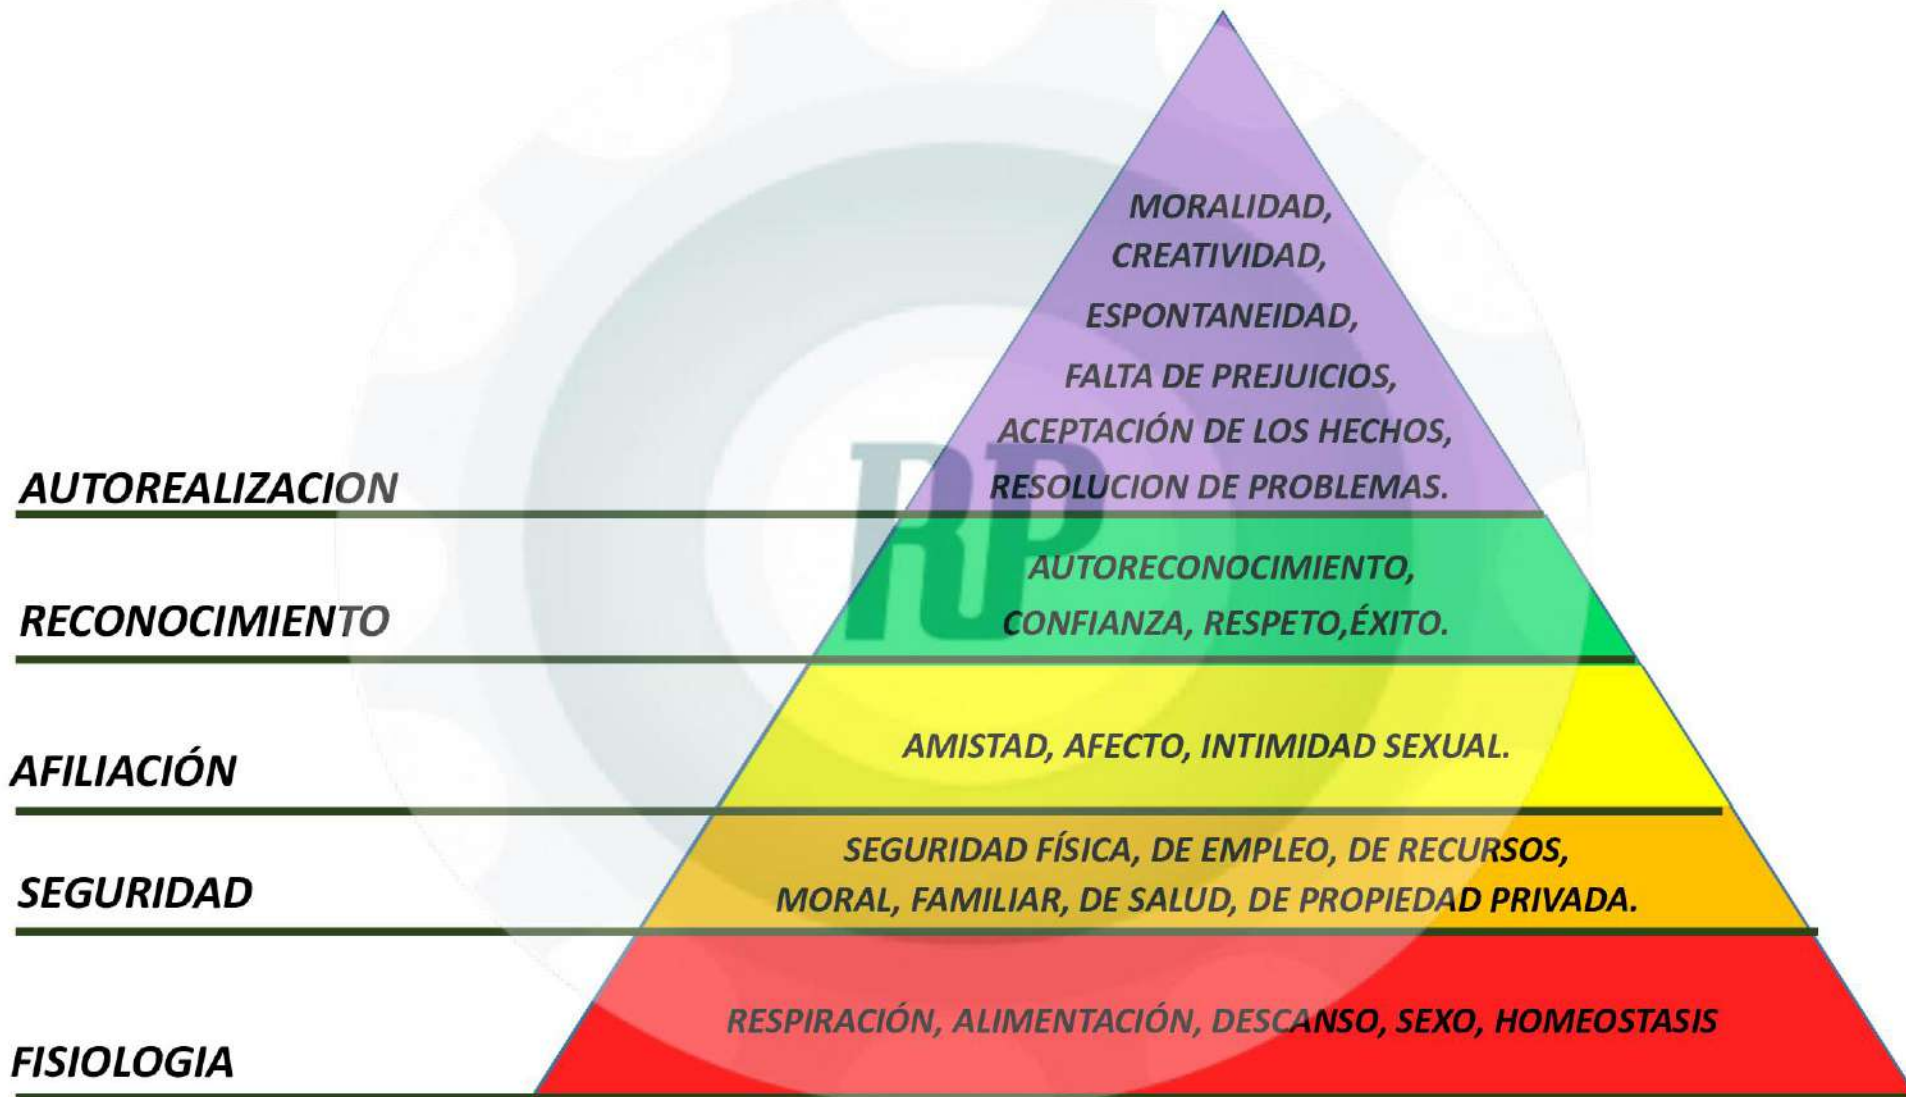 MORALIDAD,
CREATIVIDAD,
ESPONTANEIDAD,
FALTA DE PREJUICIOS,
ACEPTACIÓN DE LOS HECHOS,
AUTOREALIZACION
RESOLUCION DE PROBLEMAS.
RP
AUTORECONOCIMIENTO,
RECONOCIMIENTO
CONFIANZA, RESPETO,ÉXITO.
AFILIACIÓN
AMISTAD, AFECTO, INTIMIDAD SEXUAL.
SEGURIDAD FÍSICA, DE EMPLEO, DE RECURSOS,
SEGURIDAD
MORAL, FAMILIAR, DE SALUD, DE PROPIEDAD PRIVADA.
FISIOLOGIA
RESPIRACIÓN, ALIMENTACIÓN, DESCANSO, SEXO, HOMEOSTASIS